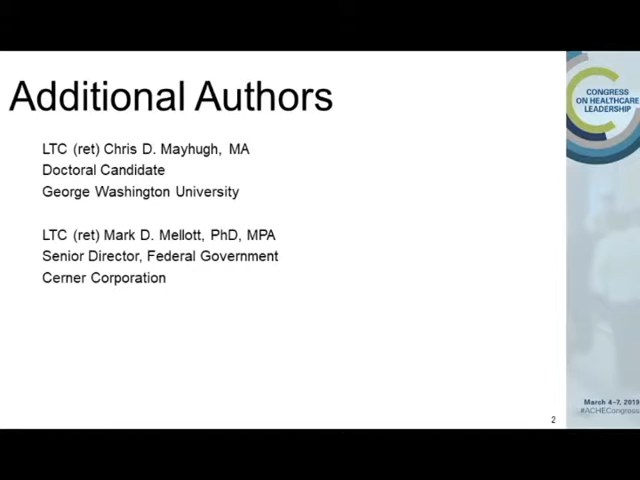 Additional Authors
LTC (ret) Chris D. Mayhugh, MA
Doctoral Candidate
George Washington University
LTC (ret) Mark D. Mellott, PhD, MPA
Senior Director, Federal Government
Cerner Corporation
CONGRESS
ON HEALTHCARE
LEADERSHIP
March 4–7, 2019
#ACHECongress
2